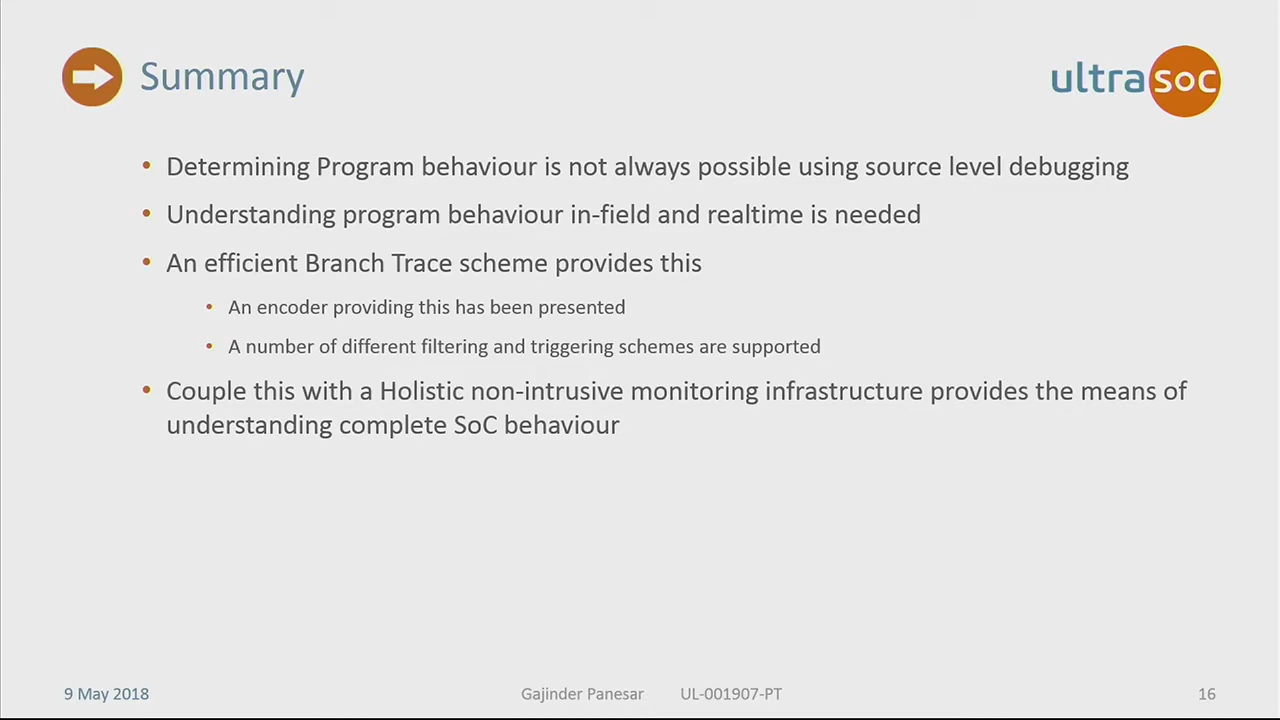 Summary
ultrasoc
• Determining Program behaviour is not always possible using source level debugging
• Understanding program behaviour in-field and realtime is needed
• An efficient Branch Trace scheme provides this
• An encoder providing this has been presented
• A number of different filtering and triggering schemes are supported
• Couple this with a Holistic non-intrusive monitoring infrastructure provides the means of
understanding complete SoC behaviour
9 May 2018 Gajinder Panesar UL-001907-PT 16